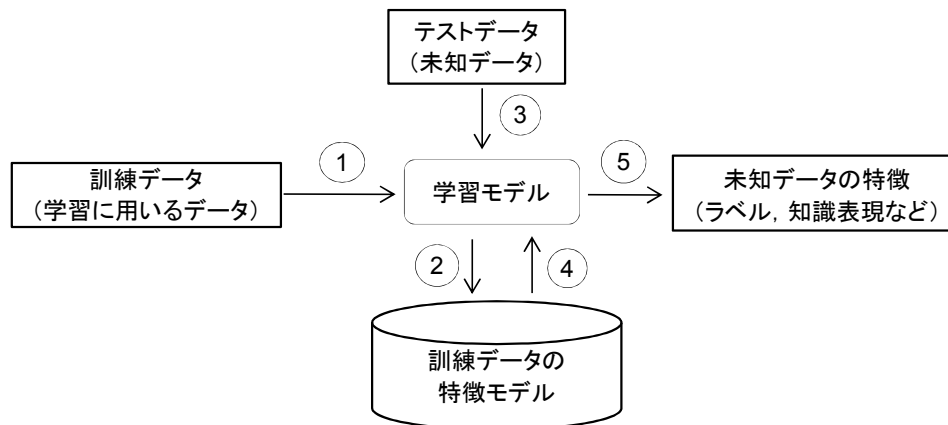 テストデータ
(未知データ)
3
1
5
訓練データ
(学習に用いるデータ)
学習モデル
未知データの特徴
(ラベル，知識表現など)
2
4
訓練データの
特徴モデル